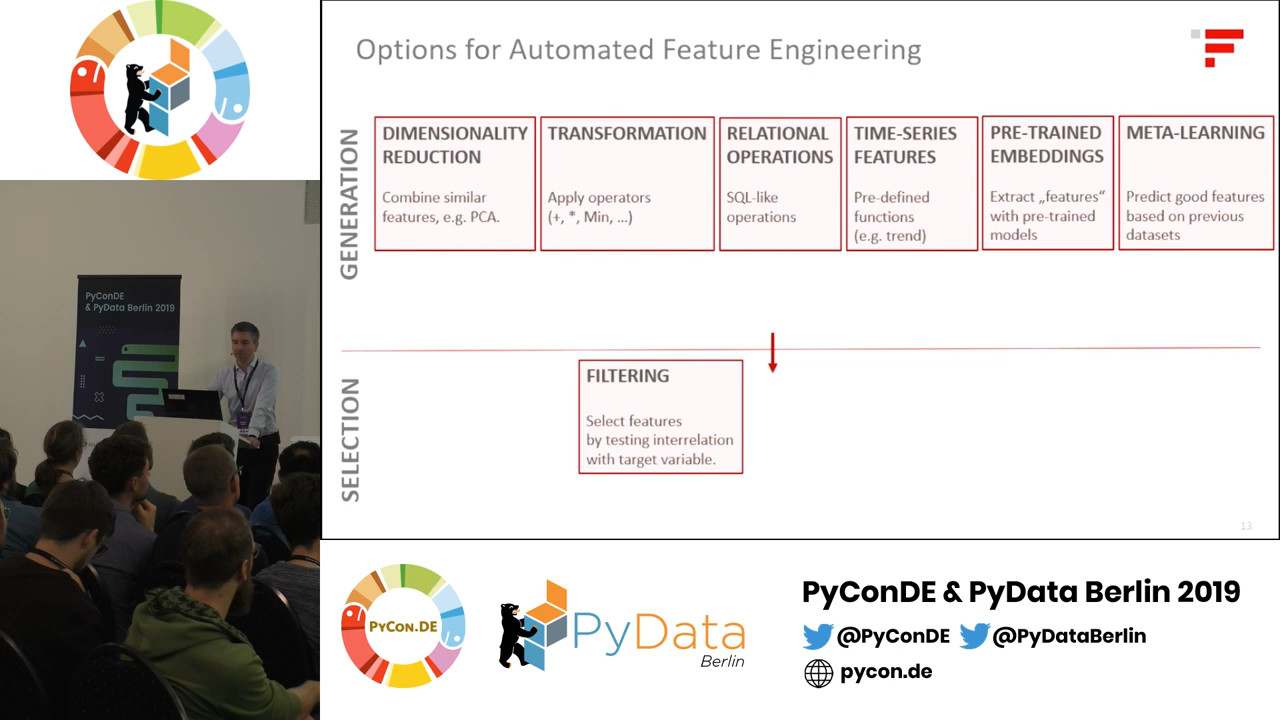 Options for Automated Feature Engineering
GENERATION
DIMENSIONALITY
REDUCTION
Combine similar
features, e.g. PCA.
TRANSFORMATION
Apply operators
(+, *, Min, ...)
RELATIONAL
OPERATIONS
SQL-like
operations
TIME-SERIES
FEATURES
Pre-defined
functions
(e.g. trend)
PRE-TRAINED
EMBEDDINGS
Extract „features“
with pre-trained
models
META-LEARNING
Predict good features
based on previous
datasets
SELECTION
FILTERING
Select features
by testing interrelation
with target variable.
13
PyConDE
& PyData Berlin 2019
PYCON.DE
PyData
Berlin
PyConDE & PyData Berlin 2019
@PyConDE @PyDataBerlin
pycon.de